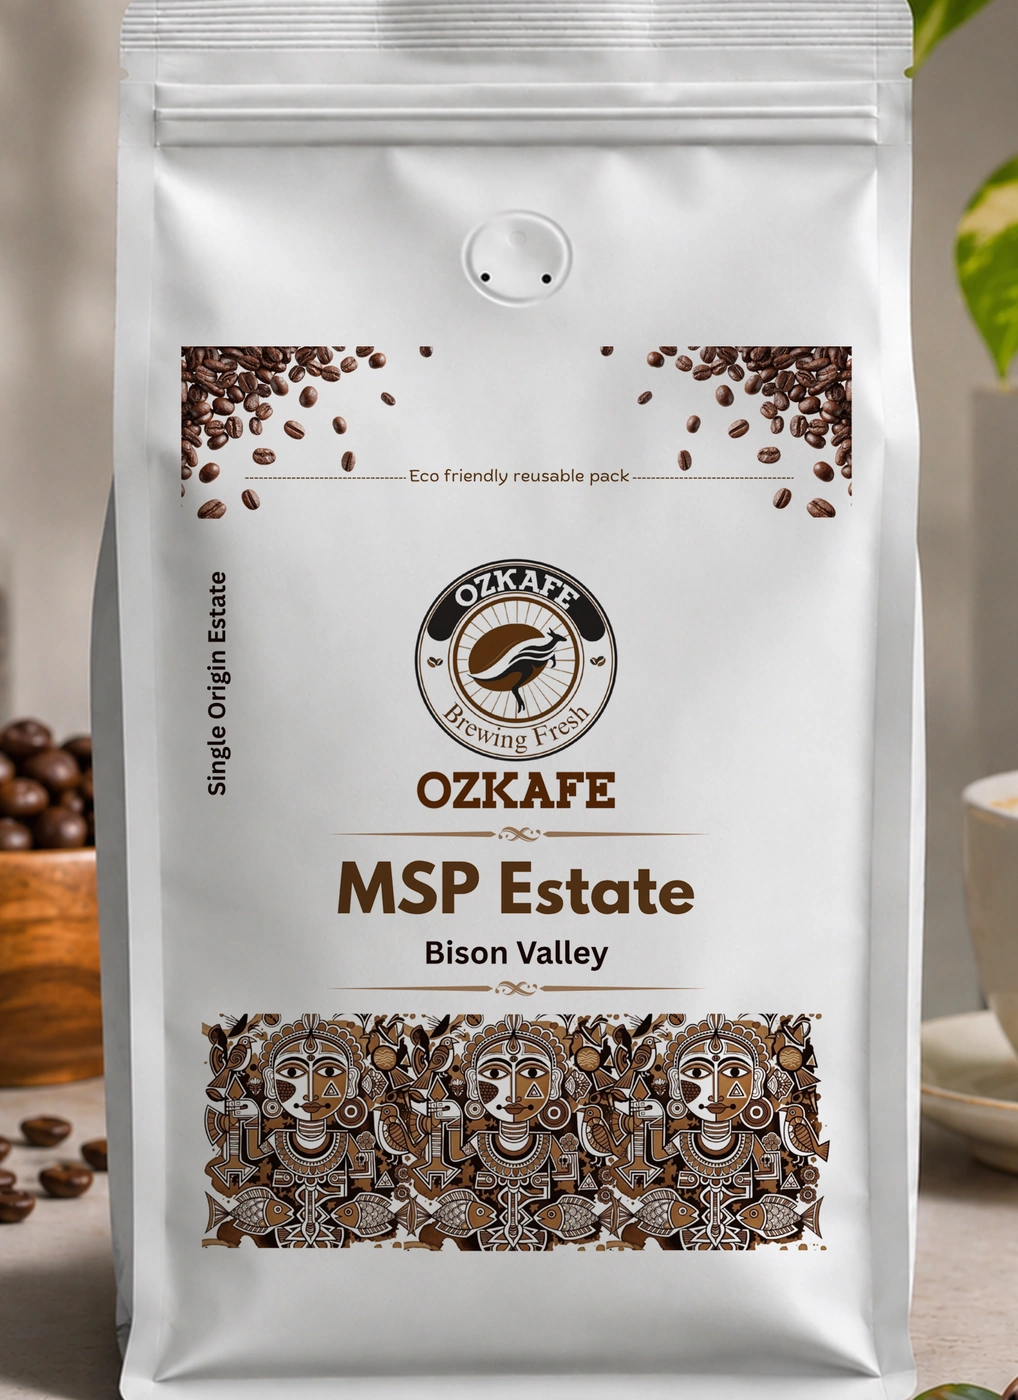 Eco friendly reusable pack
Single Origin Estate
OZKAFE
Brewing Fresh
OZKAFE
MSP Estate
Bison Valley